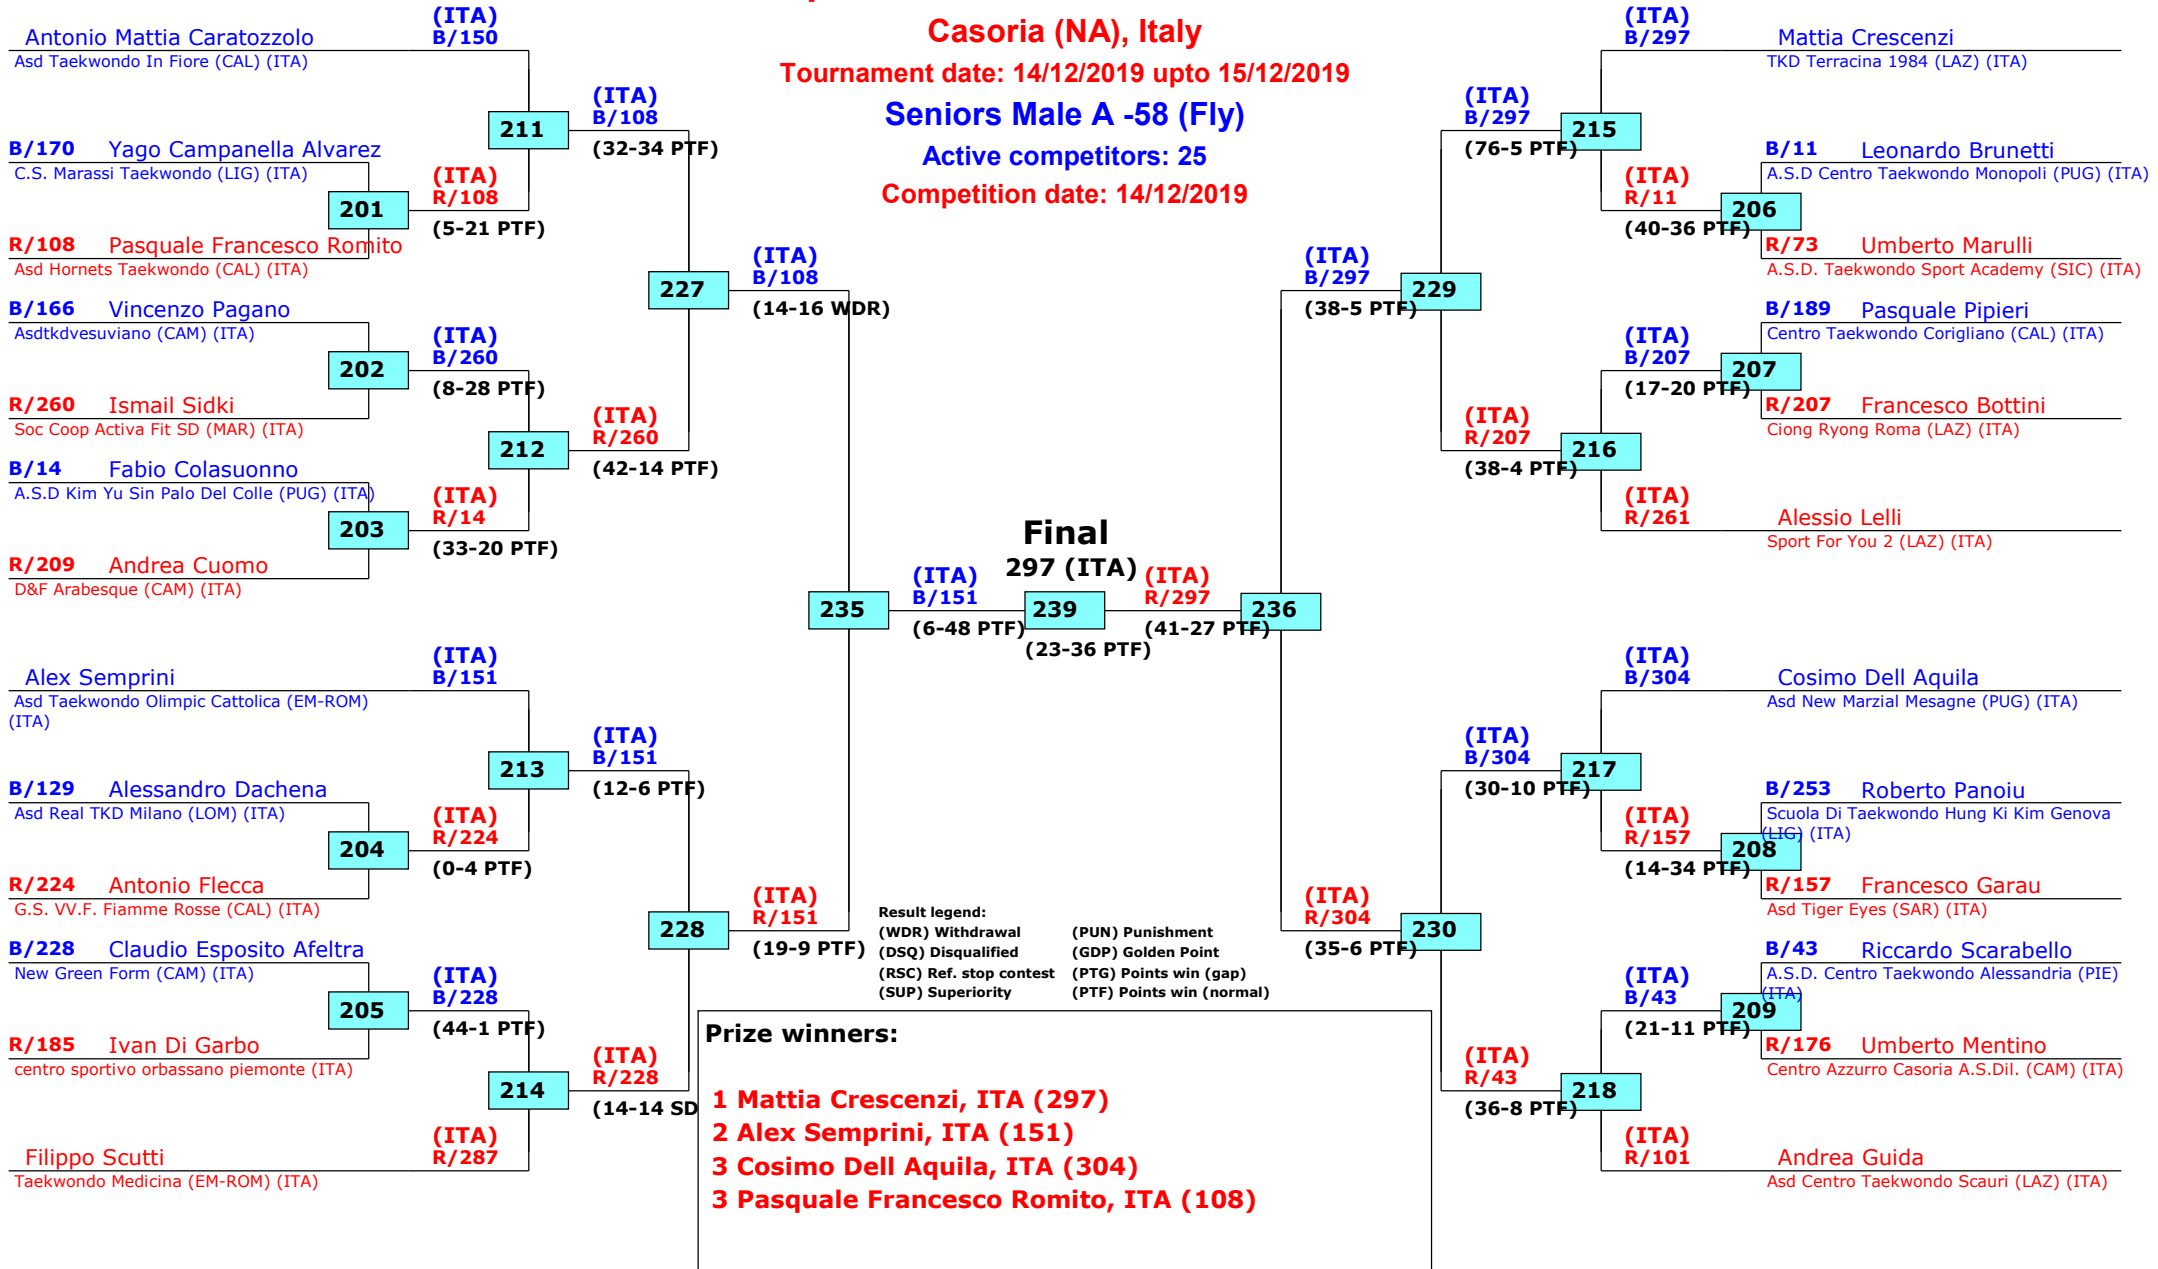 Casoria (NA), Italy
Tournament date: 14/12/2019 upto 15/12/2019
Seniors Male A -58 (Fly)
Active competitors: 25
Competition date: 14/12/2019
Antonio Mattia Caratozzolo
Asd Taekwondo In Fiore (CAL) (ITA)
(ITA)
B/150
B/170 Yago Campanella Alvarez
C.S. Marassi Taekwondo (LIG) (ITA)
201
R/108 Pasquale Francesco Romito
Asd Hornets Taekwondo (CAL) (ITA)
(ITA)
R/108
(5-21 PTF)
211
(ITA)
B/108
(32-34 PTF)
B/166 Vincenzo Pagano
Asdtkdvesuviano (CAM) (ITA)
202
R/260 Ismail Sidki
Soc Coop Activa Fit SD (MAR) (ITA)
(ITA)
B/260
(8-28 PTF)
B/14 Fabio Colasuonno
A.S.D Kim Yu Sin Palo Del Colle (PUG) (ITA)
203
R/209 Andrea Cuomo
D&F Arabesque (CAM) (ITA)
(ITA)
R/14
(33-20 PTF)
212
(ITA)
R/260
(42-14 PTF)
227
(ITA)
B/108
(14-16 WDR)
Alex Semprini
Asd Taekwondo Olimpic Cattolica (EM-ROM)
(ITA)
(ITA)
B/151
B/129 Alessandro Dachena
Asd Real TKD Milano (LOM) (ITA)
204
R/224 Antonio Flecca
G.S. VV.F. Fiamme Rosse (CAL) (ITA)
(ITA)
R/224
(0-4 PTF)
213
(ITA)
B/151
(12-6 PTF)
B/228 Claudio Esposito Afeltra
New Green Form (CAM) (ITA)
205
R/185 Ivan Di Garbo
centro sportivo orbassano piemonte (ITA)
(ITA)
B/228
(44-1 PTF)
Filippo Scutti
Taekwondo Medicina (EM-ROM) (ITA)
(ITA)
R/287
214
(ITA)
R/228
(14-14 SD
228
(ITA)
R/151
(19-9 PTF)
235
(ITA)
B/151
(6-48 PTF)
Final
297 (ITA)
239
(23-36 PTF)
(ITA)
R/297
(41-27 PTF)
236
(ITA)
B/297
(38-5 PTF)
229
(ITA)
B/297
(76-5 PTF)
215
(ITA)
B/297
Mattia Crescenzi
TKD Terracina 1984 (LAZ) (ITA)
(ITA)
R/11
(40-36 PTF)
206
B/11 Leonardo Brunetti
A.S.D Centro Taekwondo Monopoli (PUG) (ITA)
R/73 Umberto Marulli
A.S.D. Taekwondo Sport Academy (SIC) (ITA)
(ITA)
R/207
(38-4 PTF)
216
(ITA)
B/207
(17-20 PTF)
207
B/189 Pasquale Pipieri
Centro Taekwondo Corigliano (CAL) (ITA)
R/207 Francesco Bottini
Ciong Ryong Roma (LAZ) (ITA)
(ITA)
R/261
Alessio Lelli
Sport For You 2 (LAZ) (ITA)
(ITA)
R/304
(35-6 PTF)
230
(ITA)
B/304
(30-10 PTF)
217
(ITA)
B/304
Cosimo Dell Aquila
Asd New Marzial Mesagne (PUG) (ITA)
(ITA)
R/157
(14-34 PTF)
208
B/253 Roberto Panoiu
Scuola Di Taekwondo Hung Ki Kim Genova
(LIG) (ITA)
R/157 Francesco Garau
Asd Tiger Eyes (SAR) (ITA)
(ITA)
R/43
(36-8 PTF)
218
(ITA)
B/43
(21-11 PTF)
209
B/43 Riccardo Scarabello
A.S.D. Centro Taekwondo Alessandria (PIE)
(ITA)
R/176 Umberto Mentino
Centro Azzurro Casoria A.S.Dil. (CAM) (ITA)
(ITA)
R/101
Andrea Guida
Asd Centro Taekwondo Scauri (LAZ) (ITA)
Result legend:
(WDR) Withdrawal (PUN) Punishment
(DSQ) Disqualified (GDP) Golden Point
(RSC) Ref. stop contest (PTG) Points win (gap)
(SUP) Superiority (PTF) Points win (normal)
Prize winners:
1 Mattia Crescenzi, ITA (297)
2 Alex Semprini, ITA (151)
3 Cosimo Dell Aquila, ITA (304)
3 Pasquale Francesco Romito, ITA (108)